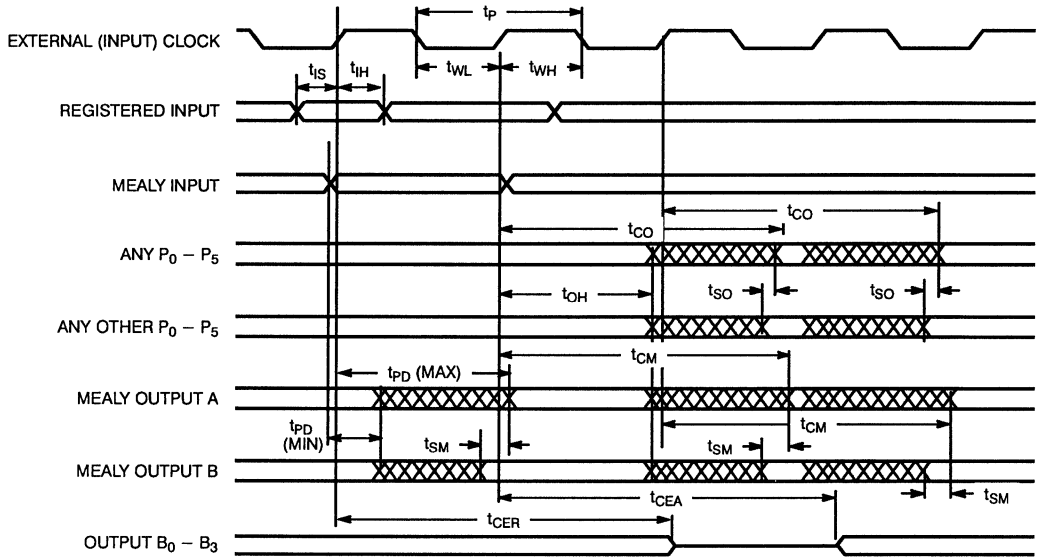 tP
EXTERNAL (INPUT) CLOCK
tIS
tIH
tWL
tWH
REGISTERED INPUT
MEALY INPUT
tCO
tCO
ANY P0 – P5
tOH
tSO
tSO
ANY OTHER P0 – P5
tCM
tPD (MAX)
MEALY OUTPUT A
tPD
(MIN)
tSM
tSM
tCM
MEALY OUTPUT B
tCEA
tSM
tCER
OUTPUT B0 – B3